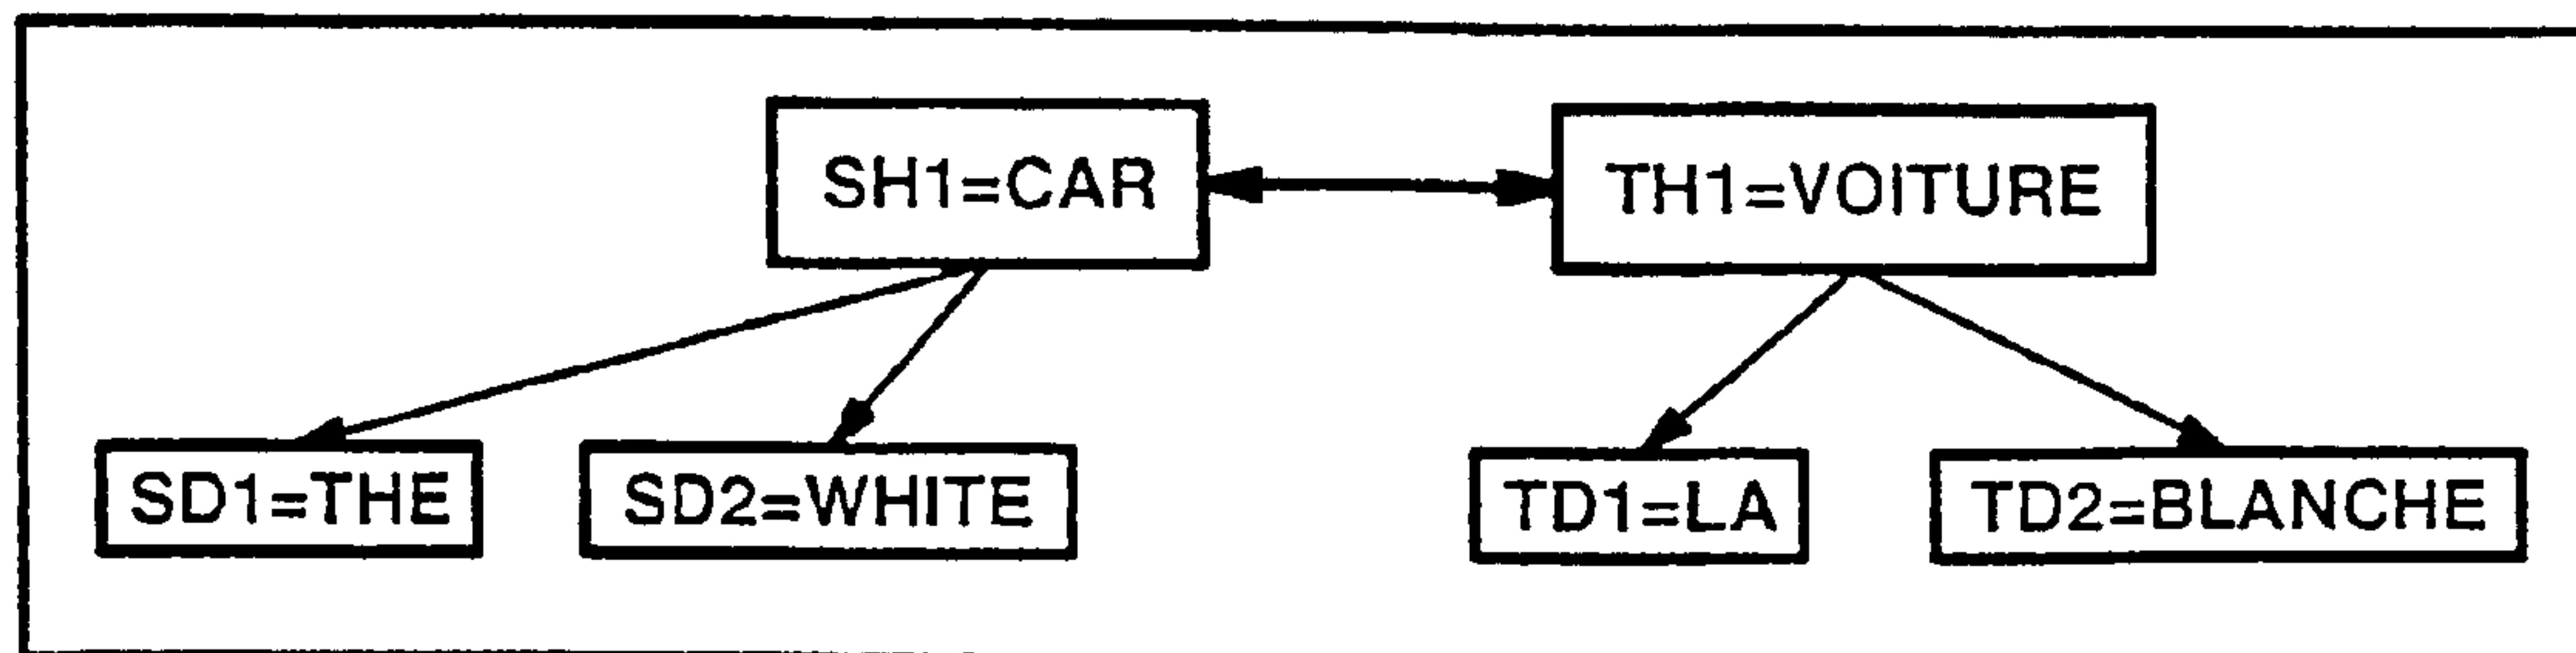 SH1=CAR
TH1=VOITURE
SD1=THE
SD2=WHITE
TD1=LA
TD2=BLANCHE